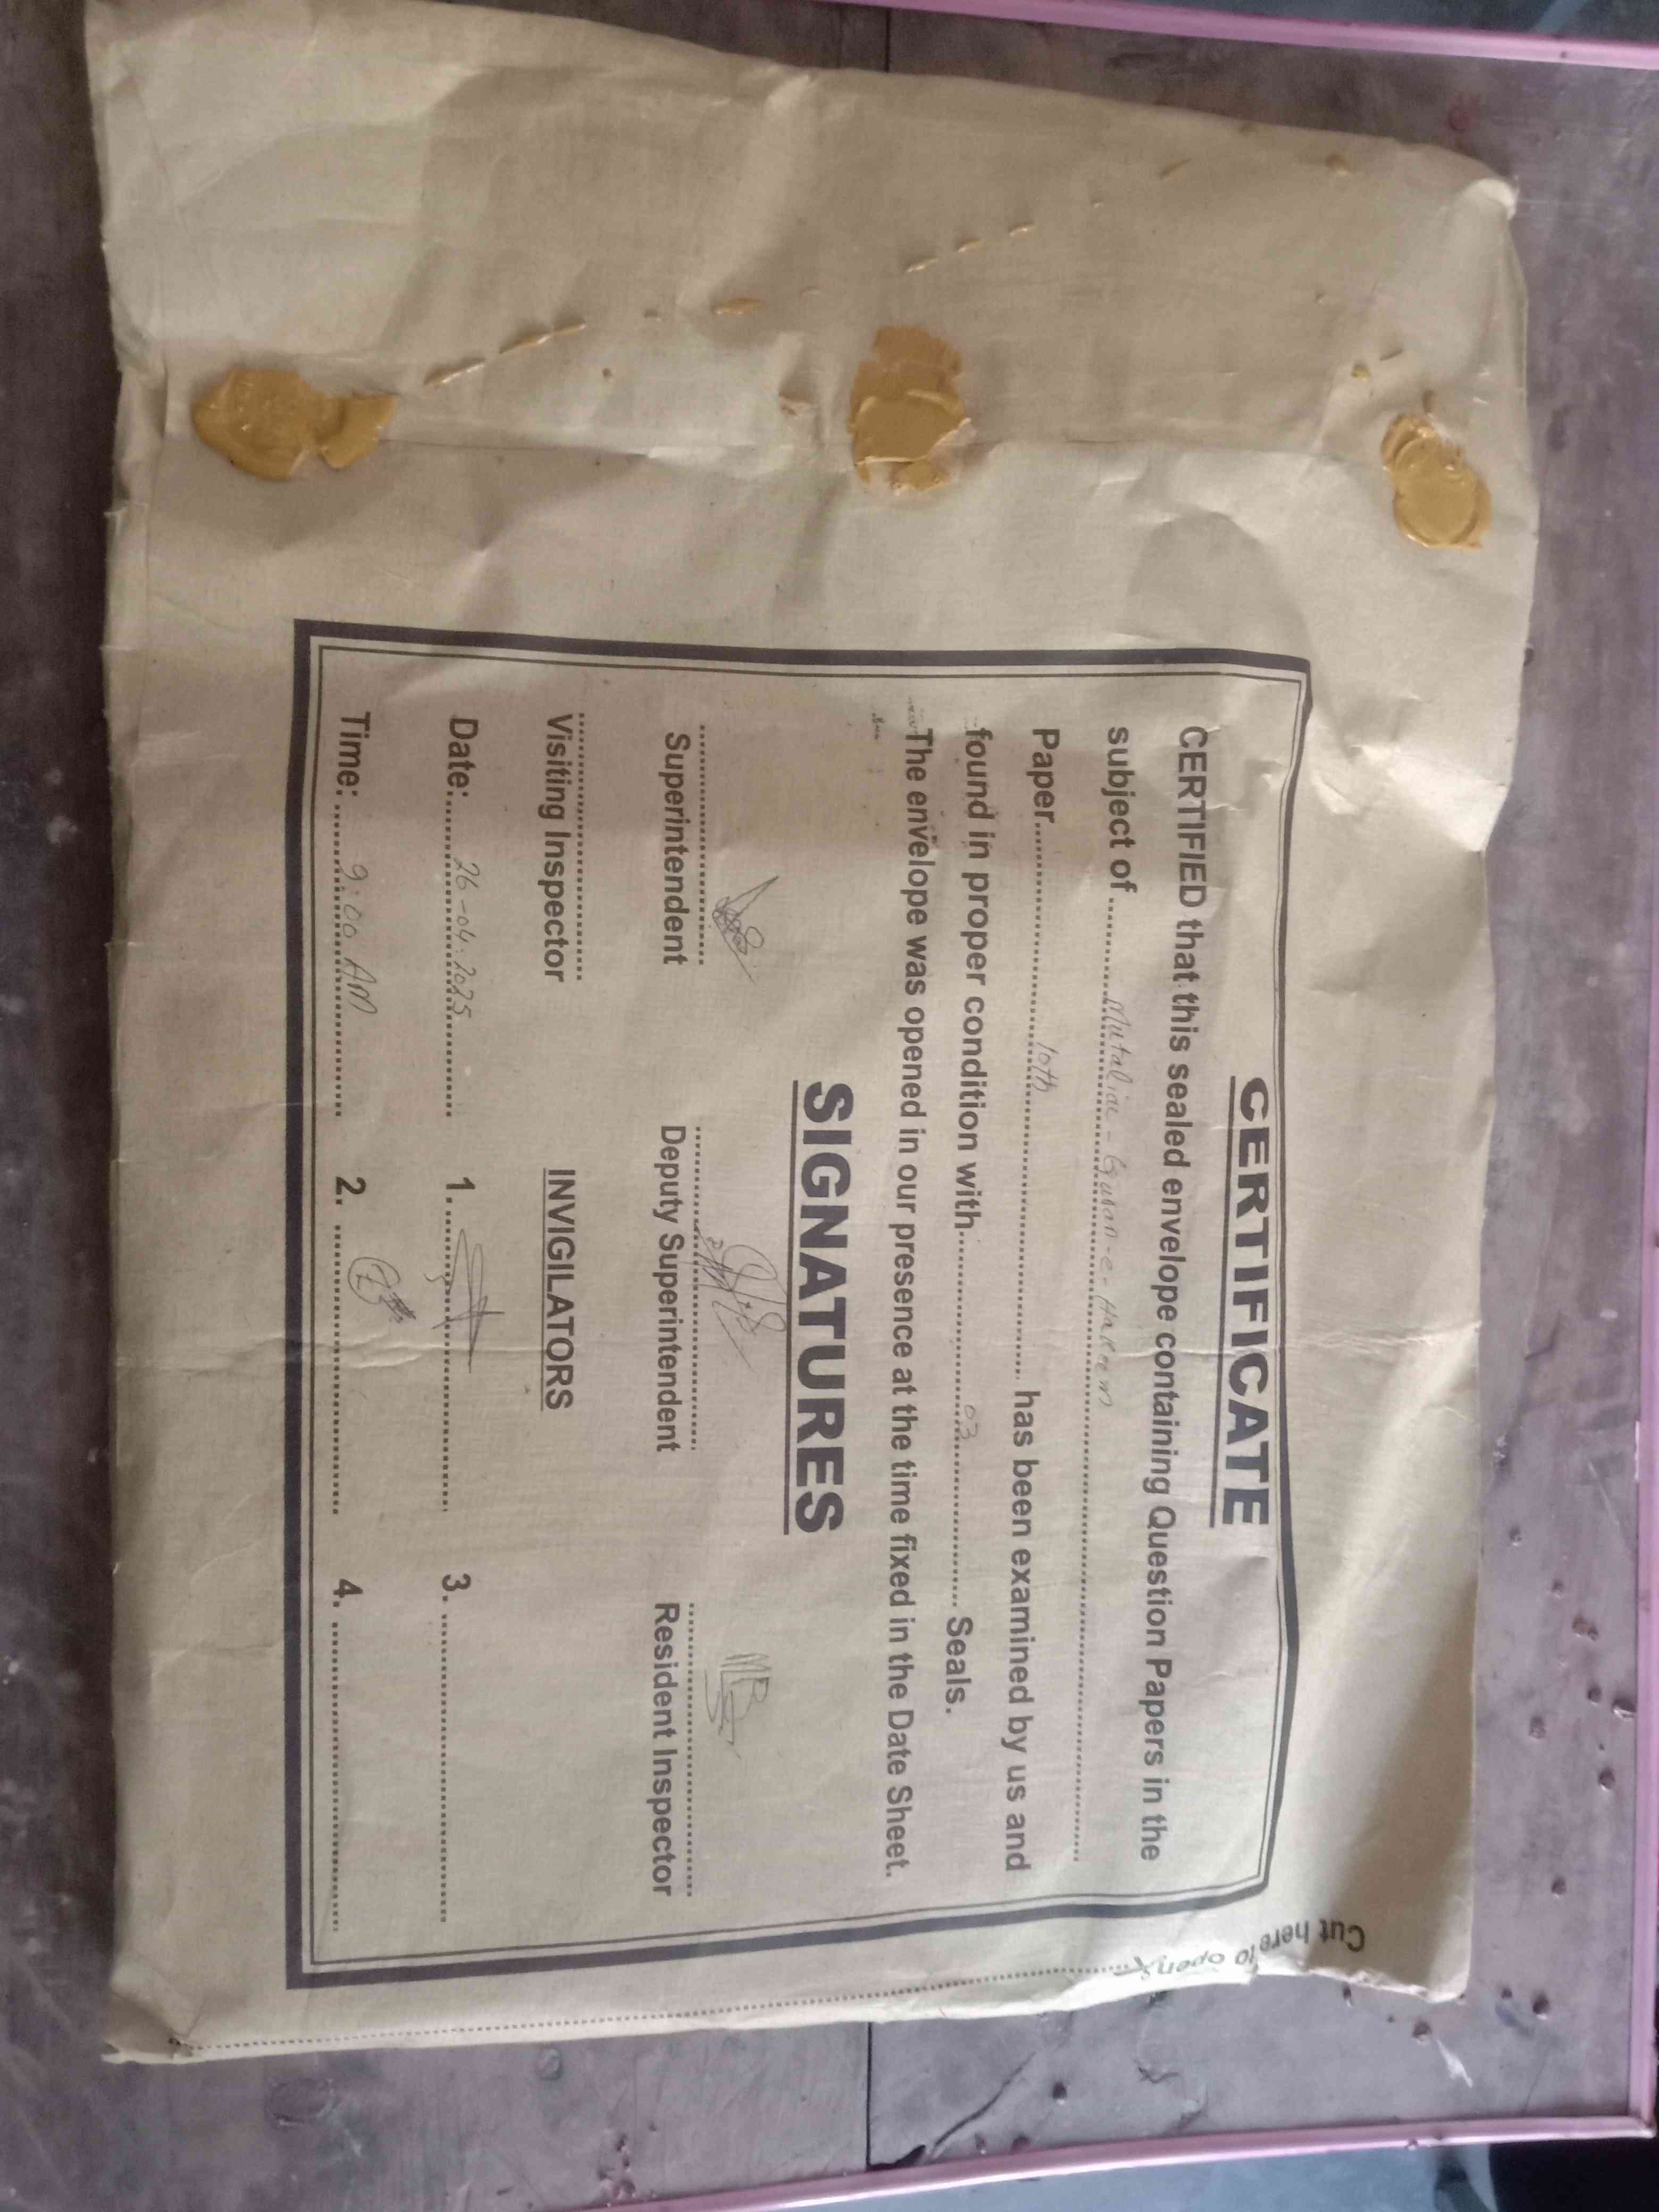 CERTIFICATE
CERTIFIED that this sealed envelope containing Question Papers in the
subject of ........ Mutaliae-Quran-e-Hakeem ........
Paper........ 10th ........ has been examined by us and
found in proper condition with........ 03 ........ Seals.
The envelope was opened in our presence at the time fixed in the Date Sheet.
SIGNATURES
Superintendent Deputy Superintendent Resident Inspector
Visiting Inspector INVIGILATORS
Date:........ 26-04-2025 ........ 1. ........ 3. ........
Time: ........ 9:00 AM ........ 2. ........ 4. ........
Cut here to open